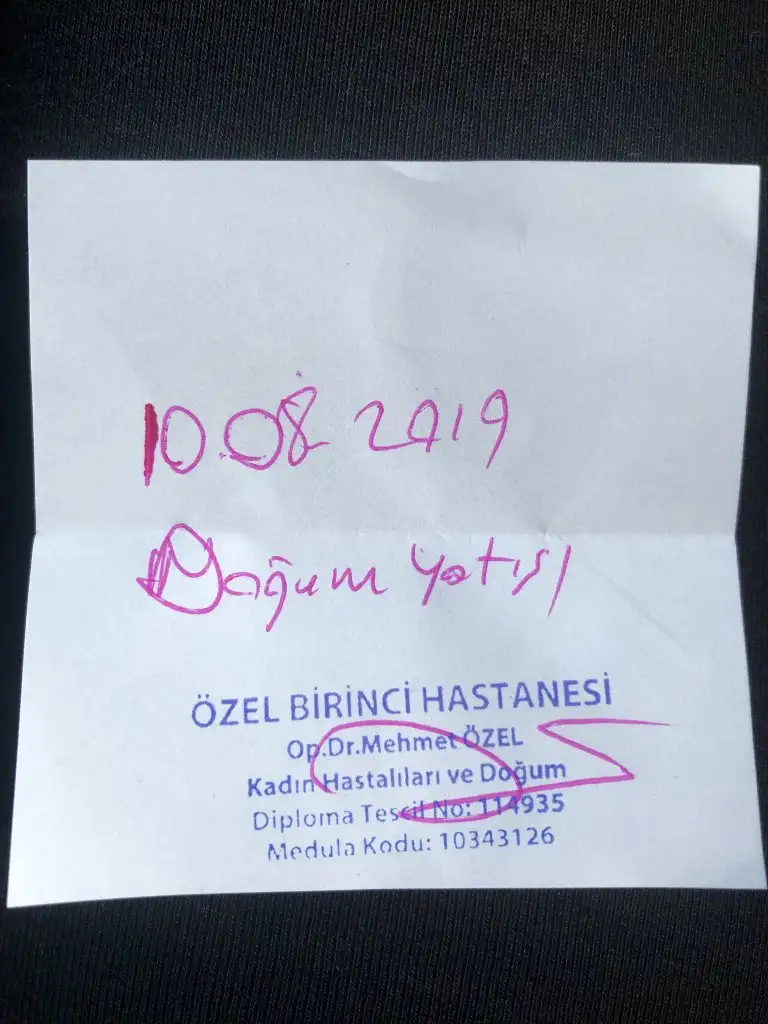 10.08 2019
Doğum yatışı
ÖZEL BİRİNCİ HASTANESİ
Op.Dr.Mehmet ÖZEL
Kadın Hastalıları ve Doğum
Diploma Tescil No: 114935
Medula Kodu: 10343126